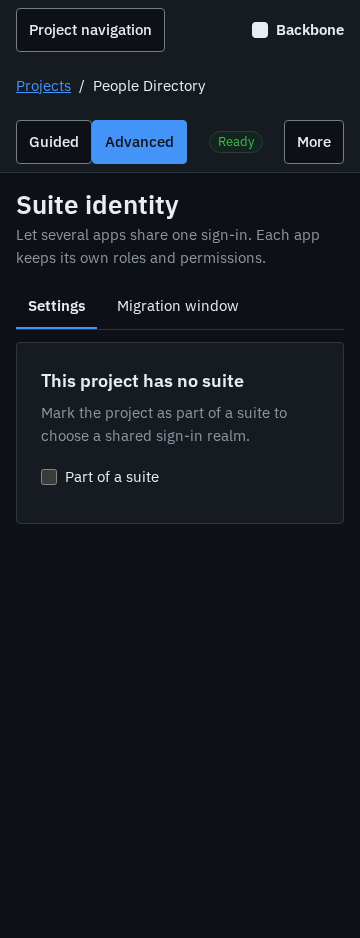 Project navigation
Backbone
Projects / People Directory
Guided
Advanced
Ready
More
Suite identity
Let several apps share one sign-in. Each app
keeps its own roles and permissions.
Settings
Migration window
This project has no suite
Mark the project as part of a suite to
choose a shared sign-in realm.
Part of a suite